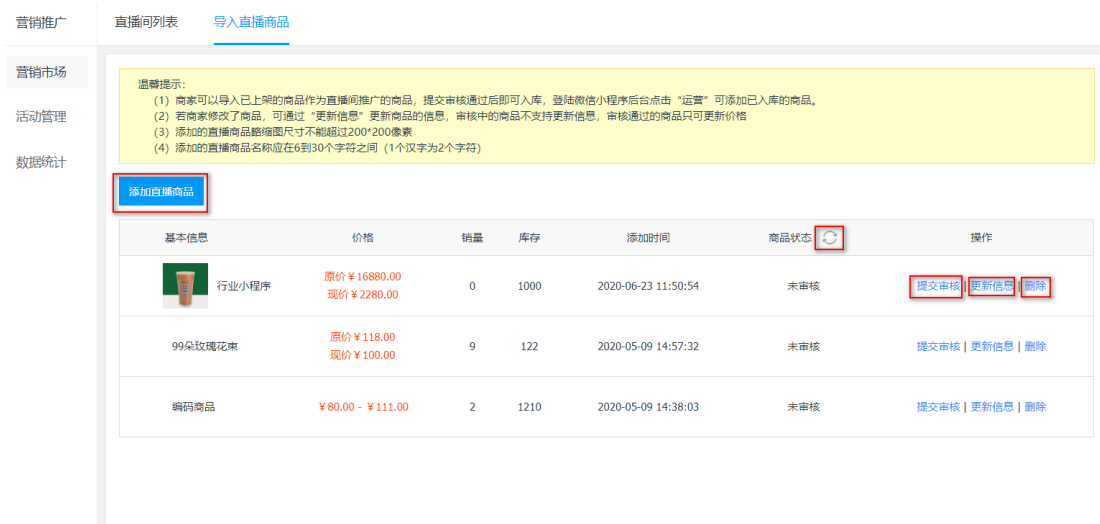 营销推广
直播间列表
导入直播商品
营销市场
活动管理
数据统计
温馨提示：
(1) 商家可以导入已上架的商品作为直播间推广的商品，提交审核通过后即可入库，登陆微信小程序后台点击“运营”可添加已入库的商品。
(2) 若商家修改了商品，可通过“更新信息”更新商品的信息，审核中的商品不支持更新信息，审核通过的商品只可更新价格
(3) 添加的直播商品略缩图尺寸不能超过200*200像素
(4) 添加的直播商品名称应在6到30个字符之间 (1个汉字为2个字符)
添加直播商品
基本信息 价格 销量 库存 添加时间 商品状态 操作
原价￥16880.00
行业小程序 0 1000 2020-06-23 11:50:54 未审核 提交审核 | 更新信息 | 删除
现价￥2280.00
原价￥118.00
99朵玫瑰花束 9 122 2020-05-09 14:57:32 未审核 提交审核 | 更新信息 | 删除
现价￥100.00
编码商品 ￥80.00 - ￥111.00 2 1210 2020-05-09 14:38:03 未审核 提交审核 | 更新信息 | 删除